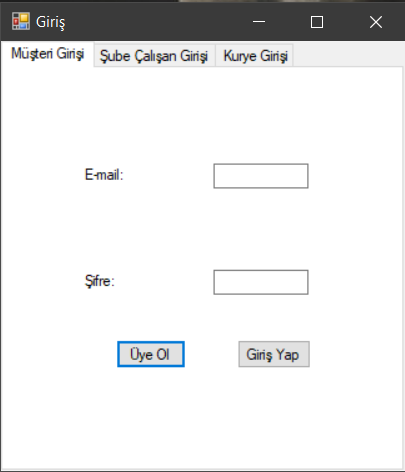 Giriş
Müşteri Girişi Şube Çalışan Girişi Kurye Girişi
E-mail:
Şifre:
Üye Ol Giriş Yap